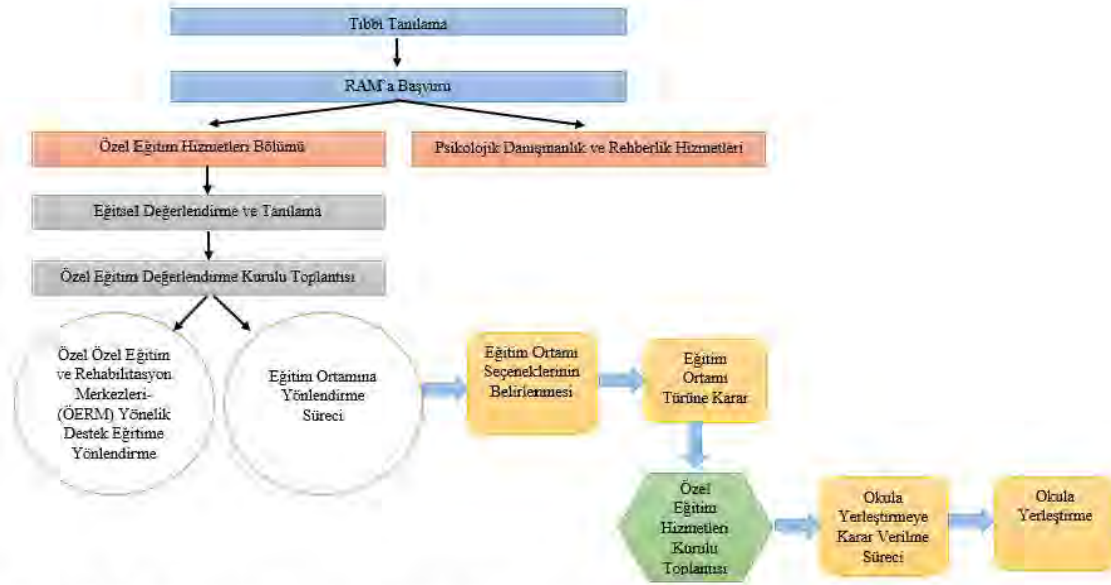 Tıbbi Tanılama
RAM'a Başvuru
Özel Eğitim Hizmetleri Bölümü
Psikolojik Danışmanlık ve Rehberlik Hizmetleri
Eğitsel Değerlendirme ve Tanılama
Özel Eğitim Değerlendirme Kurulu Toplantısı
Özel Özel Eğitim
ve Rehabilitasyon
Merkezleri-
(ÖERM) Yönelik
Destek Eğitime
Yönlendirme
Eğitim Ortamına
Yönlendirme
Süreci
Eğitim Ortamı
Seçeneklerinin
Belirlenmesi
Eğitim
Ortamı
Türüne Karar
Özel
Eğitim
Hizmetleri
Kurulu
Toplantısı
Okula
Yerleştirmeye
Karar Verilme
Süreci
Okula
Yerleştirme